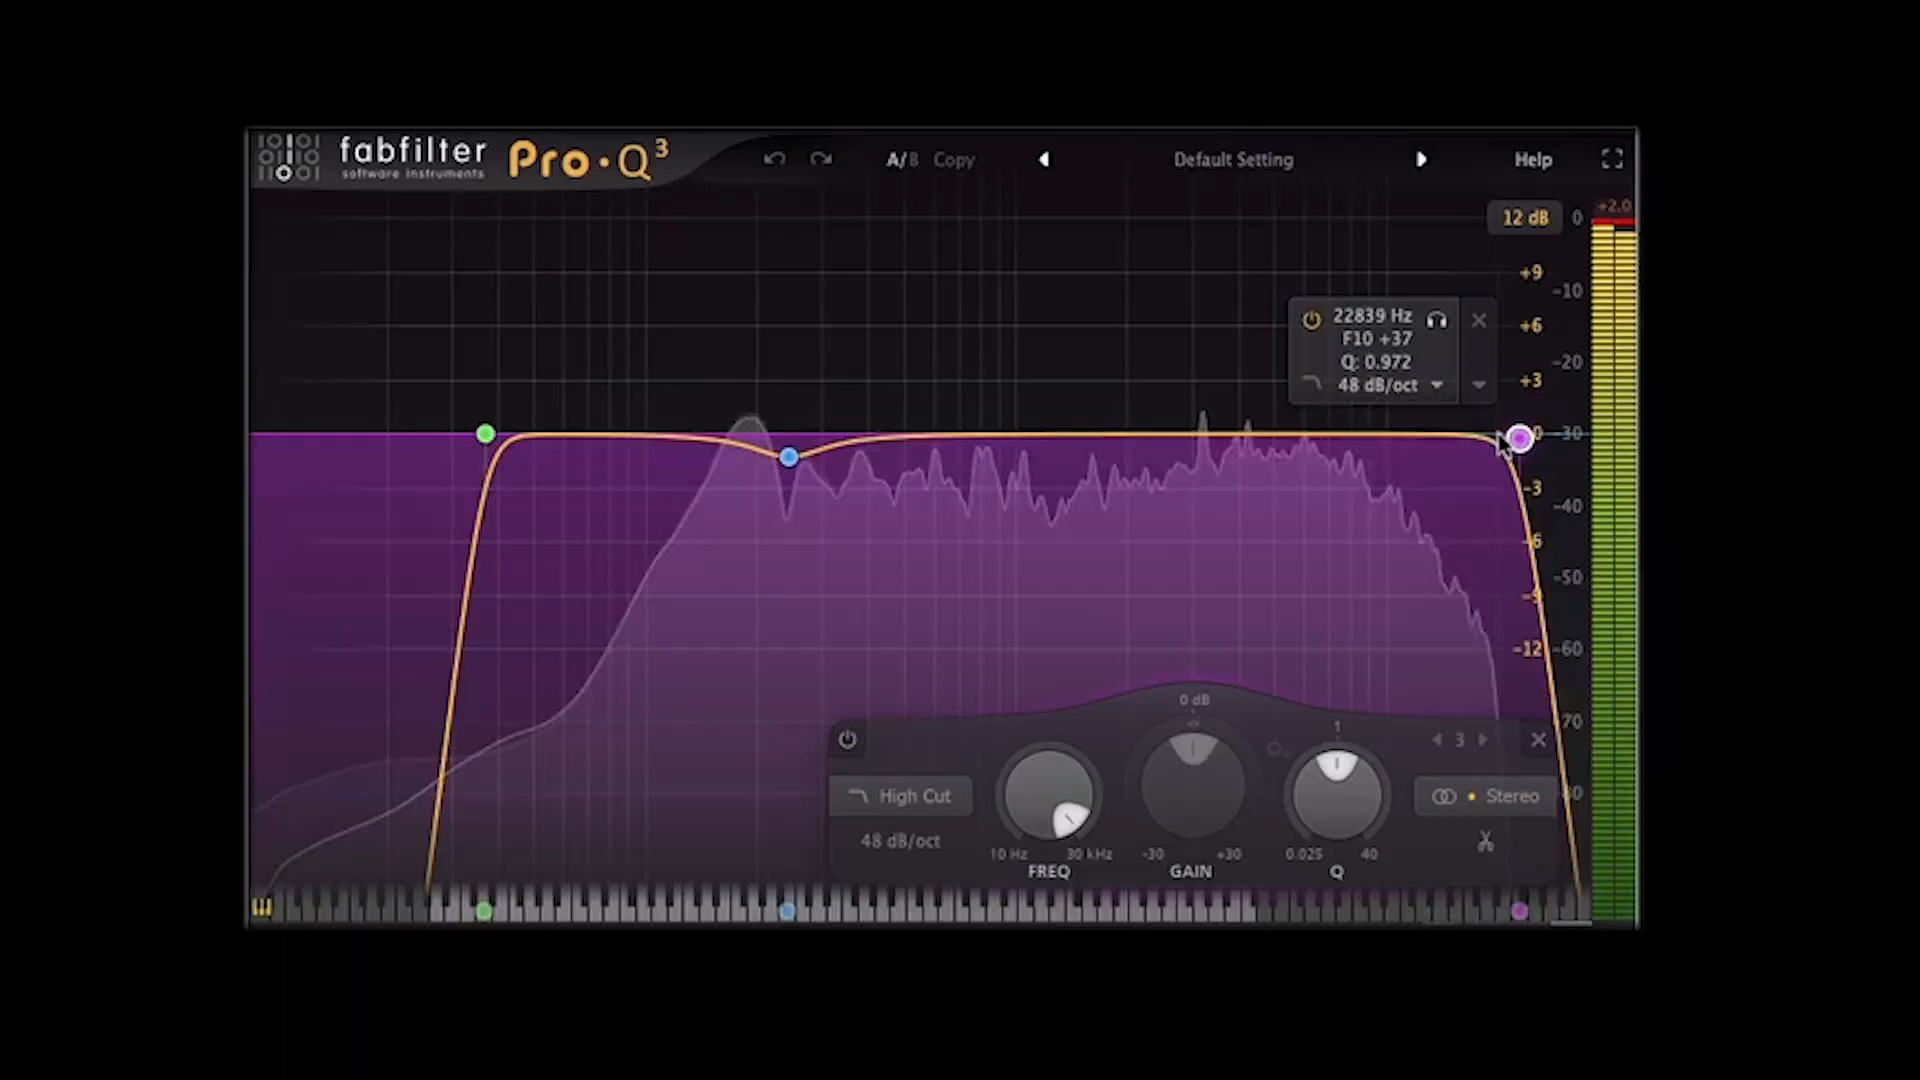 fabfilter
software instruments
Pro·Q3
A/B Copy
Default Setting
Help
12 dB
0
+2.0
+9
-10
22839 Hz
F10 +37
Q: 0.972
48 dB/oct
+6
-20
+3
0
-30
-3
-40
-6
-50
-9
-12
-60
0 dB
1
3
High Cut
Stereo
48 dB/oct
10 Hz
30 kHz
-30
+30
0.025
40
FREQ
GAIN
Q